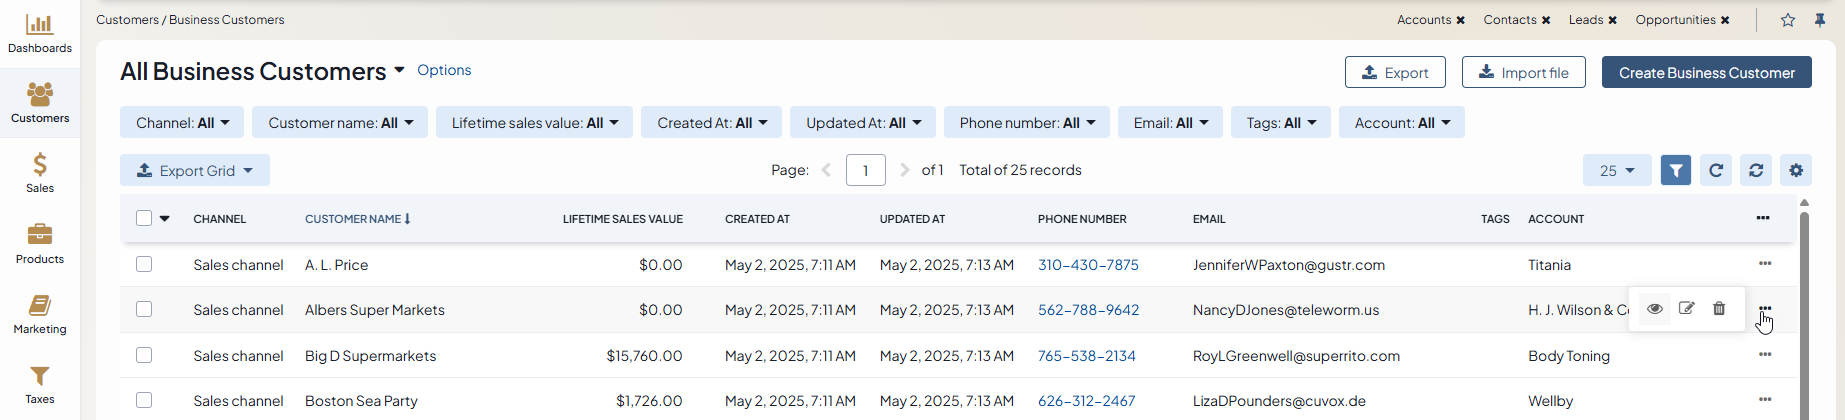 Dashboards
Customers
Sales
Products
Marketing
Taxes
Customers / Business Customers
Accounts ✖ Contacts ✖ Leads ✖ Opportunities ✖
All Business Customers Options
Export Import file Create Business Customer
Channel: All Customer name: All Lifetime sales value: All Created At: All Updated At: All Phone number: All Email: All Tags: All Account: All
Export Grid Page: 1 of 1 Total of 25 records 25
CHANNEL CUSTOMER NAME LIFETIME SALES VALUE CREATED AT UPDATED AT PHONE NUMBER EMAIL TAGS ACCOUNT
Sales channel A. L. Price $0.00 May 2, 2025, 7:11 AM May 2, 2025, 7:13 AM 310-430-7875 JenniferWPaxton@gustr.com Titania
Sales channel Albers Super Markets $0.00 May 2, 2025, 7:11 AM May 2, 2025, 7:13 AM 562-788-9642 NancyDJones@teleworm.us H. J. Wilson &
Sales channel Big D Supermarkets $15,760.00 May 2, 2025, 7:11 AM May 2, 2025, 7:13 AM 765-538-2134 RoyLGreenwell@superrito.com Body Toning
Sales channel Boston Sea Party $1,726.00 May 2, 2025, 7:11 AM May 2, 2025, 7:13 AM 626-312-2467 LizaDPounders@cuvox.de Wellby